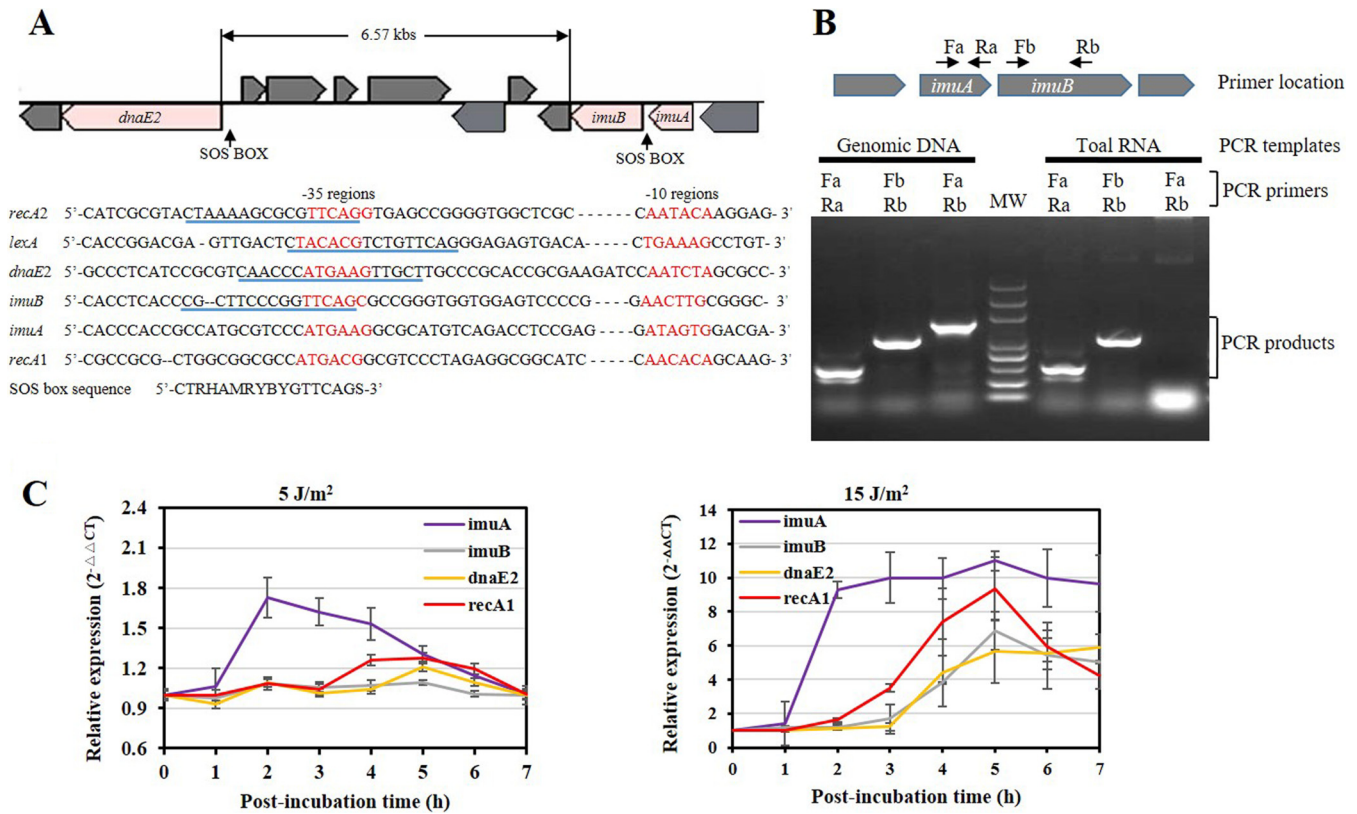 A
6.57 kbs
dnaE2
imuB
imuA
SOS BOX
SOS BOX
-35 regions
-10 regions
recA2 5'-CATCGCGTACTAAAAGCGCGTTCAGGTGAGCCGGGGTGGCTCGC - - - - - - CAATACAAGGAG- 3'
lexA 5'-CACCGGACGA - GTTGACTCTACACGTCTGTTCAGGGAGAGTGACA - - - - - CTGAAAGCCTGT- 3'
dnaE2 5'-GCCCTCATCCGCGTCAACCCATGAAGTTGCTTGCCCGCACCGCGAAGATCCAATCTAGCGCC- 3'
imuB 5'-CACCTCACCCCG--CTTCCCGGTTCAGCGCCGGGTGGTGGAGTCCCCG - - GAACTTGCGGGC- 3'
imuA 5'-CACCCACCGCCATGCGTCCCATGAAGGCGCATGTCAGACCTCCGAG - - - - GATAGTGGACGA- 3'
recA1 5'-CGCCGCG--CTGGCGGCGCCATGACGGCGTCCCTAGAGGCGGCATC - - - - - CAACACAGCAAG- 3'
SOS box sequence 5'-CTRHAMRYBYGTTCAGS-3'
B
Fa Ra Fb Rb
imuA imuB Primer location
Genomic DNA Toal RNA PCR templates
Fa Fb Fa MW Fa Fb Fa PCR primers
Ra Rb Rb Ra Rb Rb
PCR products
C
5 J/m²
Relative expression (2-△△CT)
2.4
2.1
1.8
1.5
1.2
0.9
0.6
imuA
imuB
dnaE2
recA1
0 1 2 3 4 5 6 7
Post-incubation time (h)
15 J/m²
Relative expression (2-ΔΔCT)
14
12
10
8
6
4
2
0
imuA
imuB
dnaE2
recA1
0 1 2 3 4 5 6 7
Post-incubation time (h)